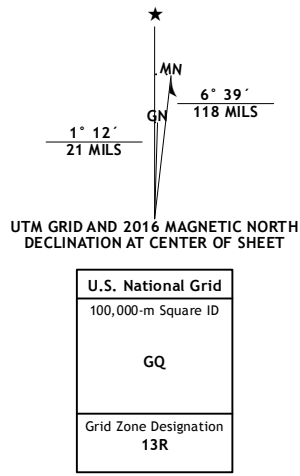 MN
6° 39´
118 MILS
GN
1° 12´
21 MILS
UTM GRID AND 2016 MAGNETIC NORTH
DECLINATION AT CENTER OF SHEET
U.S. National Grid
100,000-m Square ID
GQ
Grid Zone Designation
13R